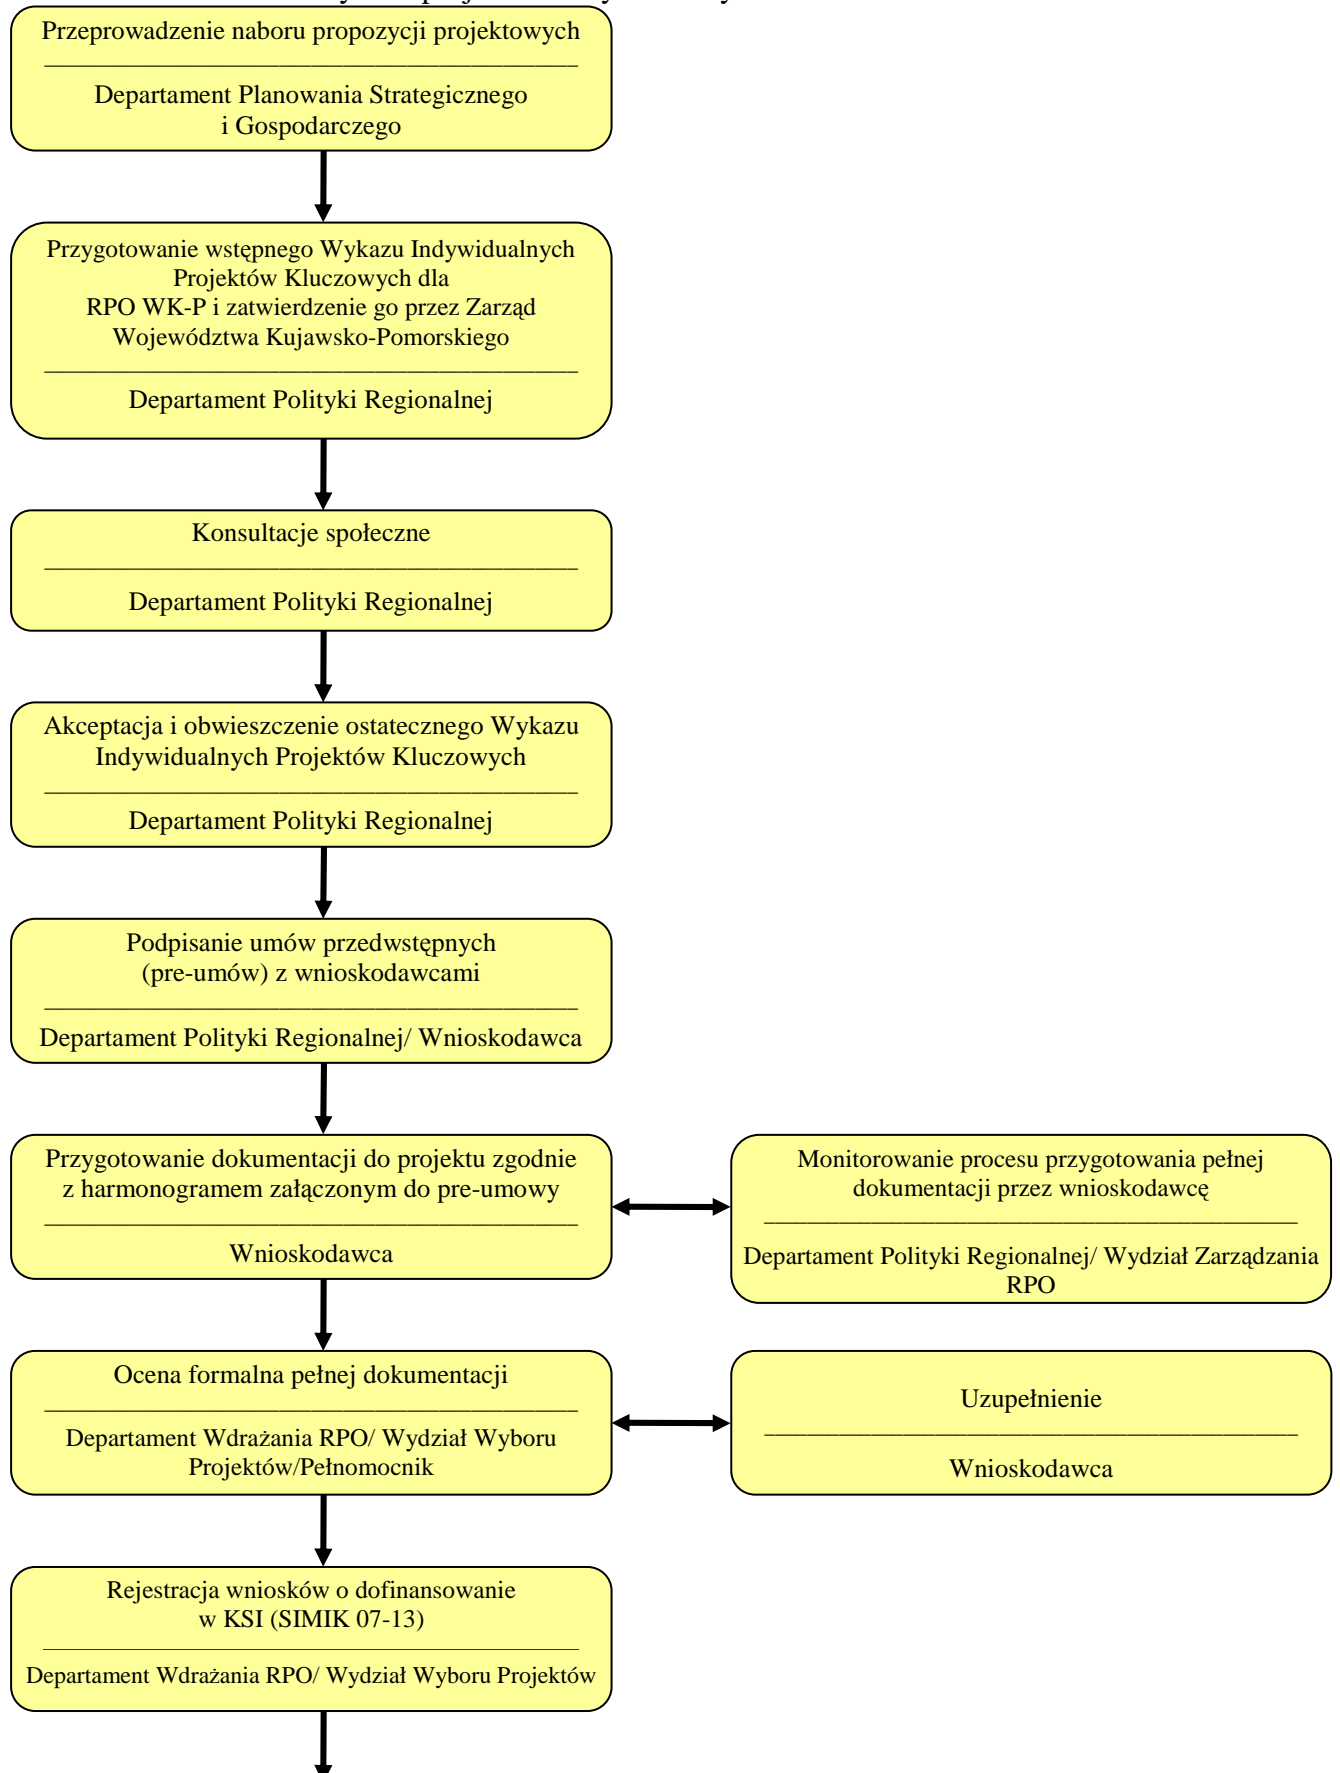 Przeprowadzenie naboru propozycji projektowych
Departament Planowania Strategicznego
i Gospodarczego
Przygotowanie wstępnego Wykazu Indywidualnych
Projektów Kluczowych dla
RPO WK-P i zatwierdzenie go przez Zarząd
Województwa Kujawsko-Pomorskiego
Departament Polityki Regionalnej
Konsultacje społeczne
Departament Polityki Regionalnej
Akceptacja i obwieszczenie ostatecznego Wykazu
Indywidualnych Projektów Kluczowych
Departament Polityki Regionalnej
Podpisanie umów przedwstępnych
(pre-umów) z wnioskodawcami
Departament Polityki Regionalnej/ Wnioskodawca
Przygotowanie dokumentacji do projektu zgodnie
z harmonogramem załączonym do pre-umowy
Wnioskodawca
Monitorowanie procesu przygotowania pełnej
dokumentacji przez wnioskodawcę
Departament Polityki Regionalnej/ Wydział Zarządzania
RPO
Ocena formalna pełnej dokumentacji
Departament Wdrażania RPO/ Wydział Wyboru
Projektów/Pełnomocnik
Uzupełnienie
Wnioskodawca
Rejestracja wniosków o dofinansowanie
w KSI (SIMIK 07-13)
Departament Wdrażania RPO/ Wydział Wyboru Projektów